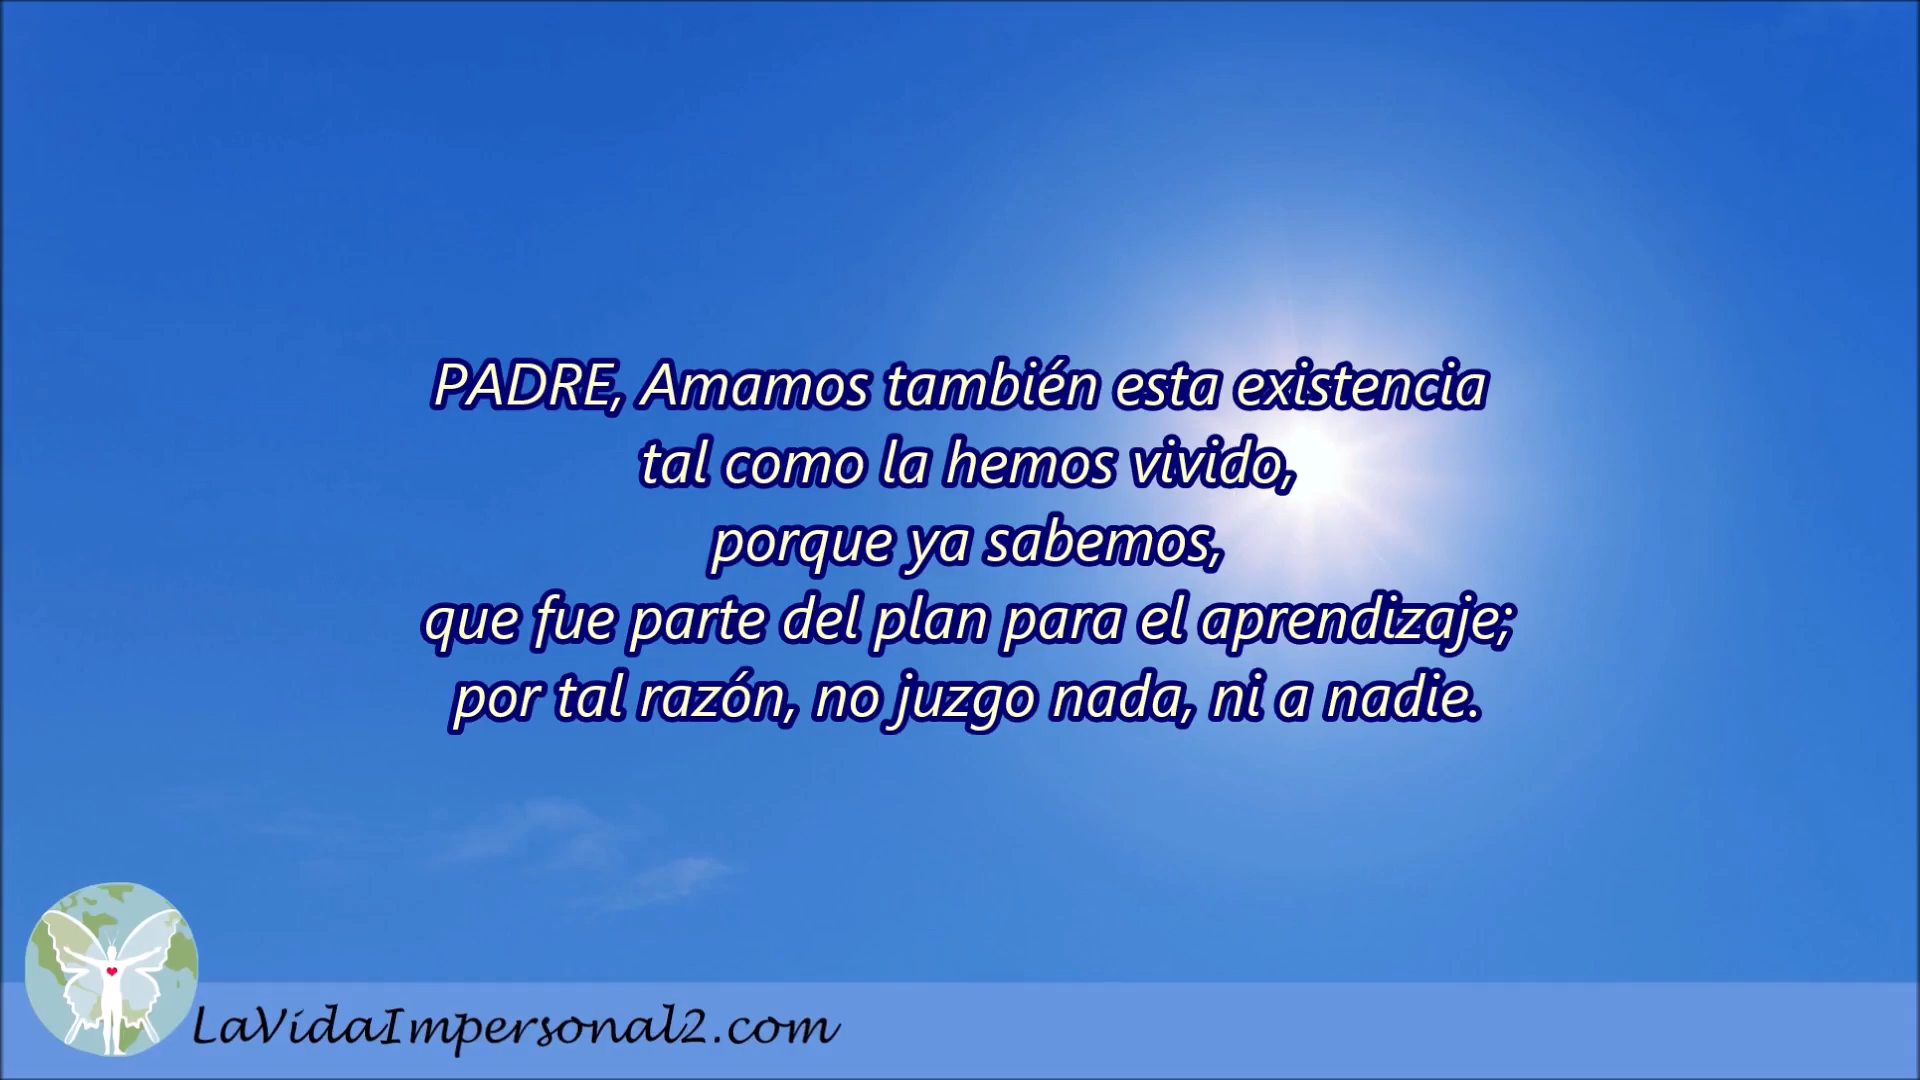 PADRE, Amamos también esta existencia
tal como la hemos vivido,
porque ya sabemos,
que fue parte del plan para el aprendizaje;
por tal razón, no juzgo nada, ni a nadie.
LaVidaImpersonal2.com